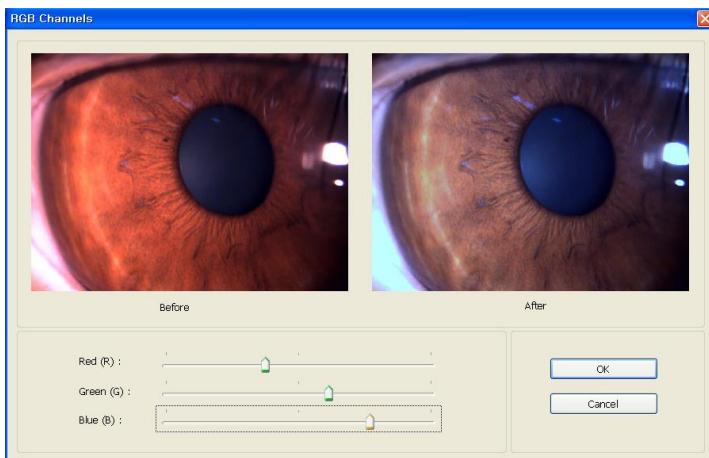 RGB Channels
Before
After
Red (R) :
Green (G) :
Blue (B) :
OK
Cancel